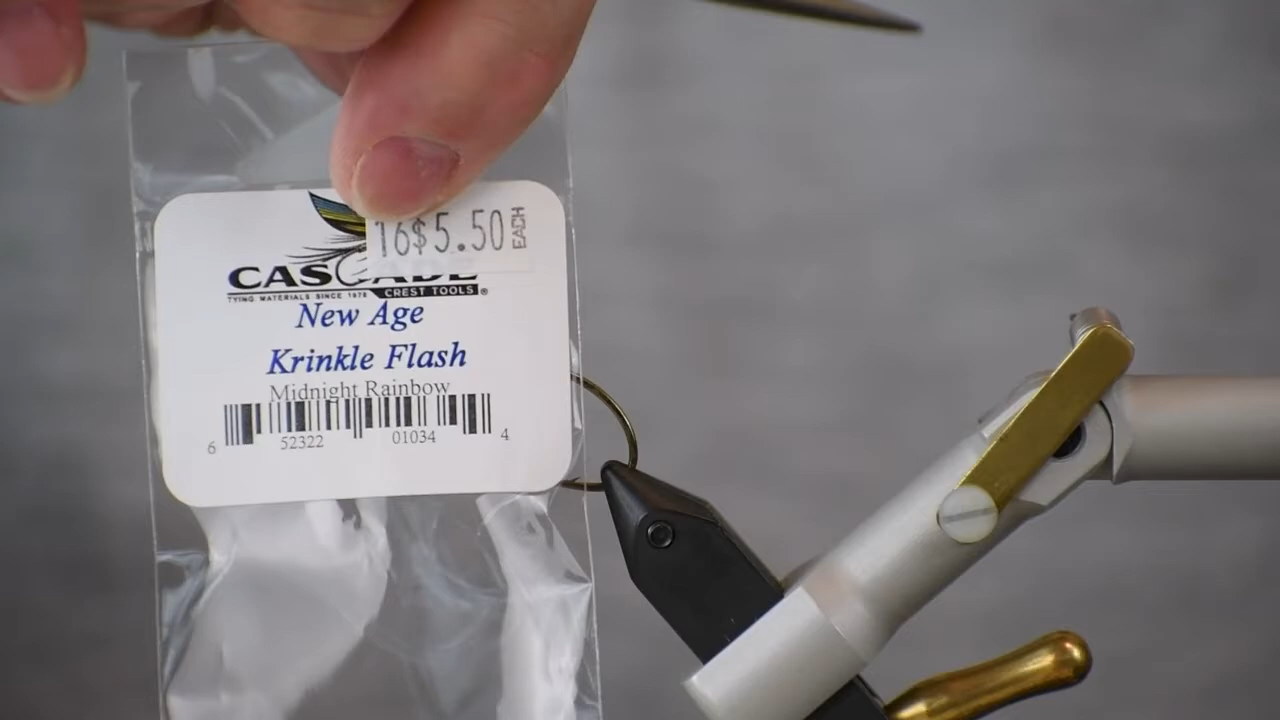 16$5.50 EACH
CASCADE
TYING MATERIALS SINCE 1978 CREST TOOLS®
New Age
Krinkle Flash
Midnight Rainbow
6 52322 01034 4